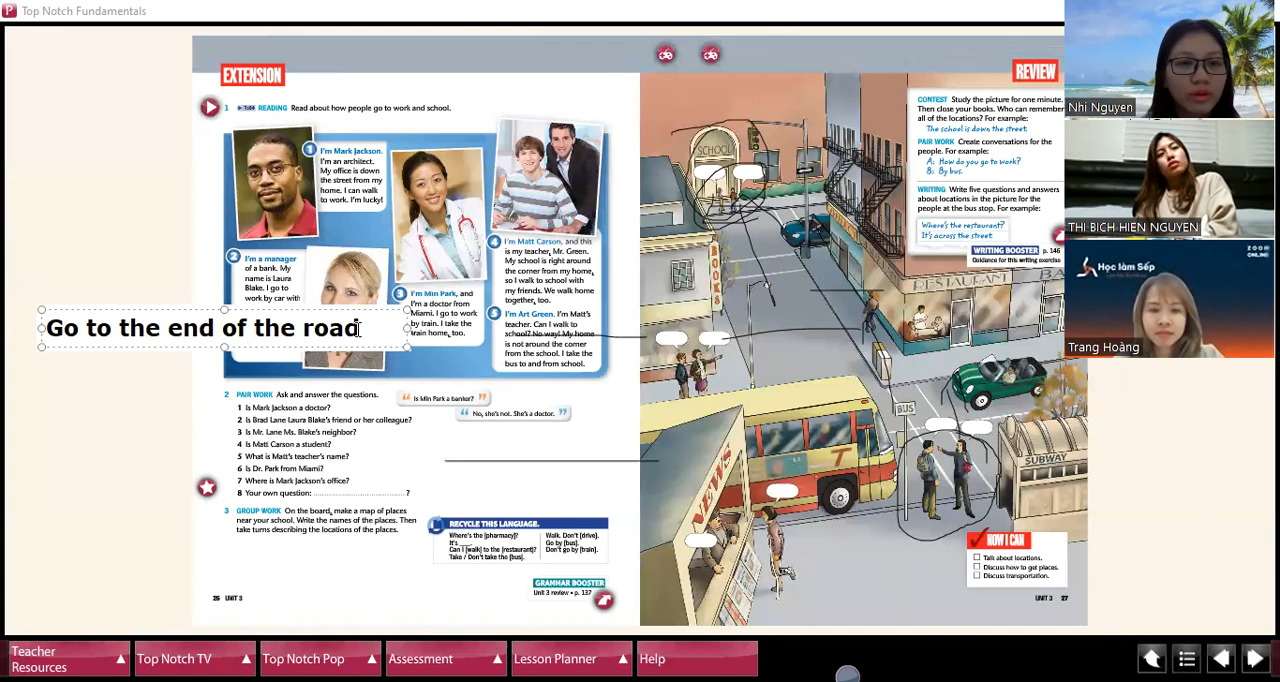 Top Notch Fundamentals
EXTENSION
1 1:44 READING Read about how people go to work and school.
1 I'm Mark Jackson.
I'm an architect.
My office is down
the street from my
home. I can walk
to work. I'm lucky!
2 I'm a manager
of a bank. My
name is Laura
Blake. I go to
work by car with
3 I'm Min Park, and
I'm a doctor from
Miami. I go to work
by train. I take the
train home, too.
4 I'm Matt Carson, and this
is my teacher, Mr. Green.
My school is right around
the corner from my home,
so I walk to school with
my friends. We walk home
together, too.
5 I'm Art Green. I'm Matt's
teacher. Can I walk to
school? No way! My home
is not around the corner
from the school. I take the
bus to and from school.
Go to the end of the road
2 PAIR WORK Ask and answer the questions.
“ Is Min Park a banker? ”
“ No, she's not. She's a doctor. ”
1 Is Mark Jackson a doctor?
2 Is Brad Lane Laura Blake's friend or her colleague?
3 Is Mr. Lane Ms. Blake's neighbor?
4 Is Matt Carson a student?
5 What is Matt's teacher's name?
6 Is Dr. Park from Miami?
7 Where is Mark Jackson's office?
8 Your own question: ........................................ ?
3 GROUP WORK On the board, make a map of places
near your school. Write the names of the places. Then
take turns describing the locations of the places.
RECYCLE THIS LANGUAGE.
Where's the [pharmacy]?
It's ___
Can I [walk] to the [restaurant]?
Take / Don't take the [bus].
Walk. Don't [drive].
Go by [bus].
Don't go by [train].
GRAMMAR BOOSTER
Unit 3 review • p. 137
26 UNIT 3
REVIEW
CONTEST Study the picture for one minute.
Then close your books. Who can remember
all of the locations? For example:
The school is down the street.
PAIR WORK Create conversations for the
people. For example:
A: How do you go to work?
B: By bus.
WRITING Write five questions and answers
about locations in the picture for the
people at the bus stop. For example:
Where's the restaurant?
It's across the street.
WRITING BOOSTER p. 146
Guidance for this writing exercise
SCHOOL
BOOKS
RESTAURANT
BA
BUS
SUBWAY
T
NEWS
NOW I CAN
Talk about locations.
Discuss how to get places.
Discuss transportation.
UNIT 3 27
Nhi Nguyen
THI BICH HIEN NGUYEN
Học làm Sếp
ZOOM
ONLINE
Trang Hoàng
Teacher
Resources
Top Notch TV
Top Notch Pop
Assessment
Lesson Planner
Help